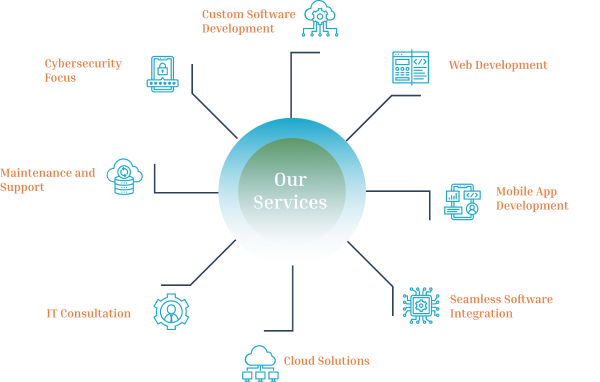 Custom Software
Development
Web Development
Mobile App
Development
Seamless Software
Integration
Cloud Solutions
IT Consultation
Maintenance and
Support
Cybersecurity
Focus
Our
Services